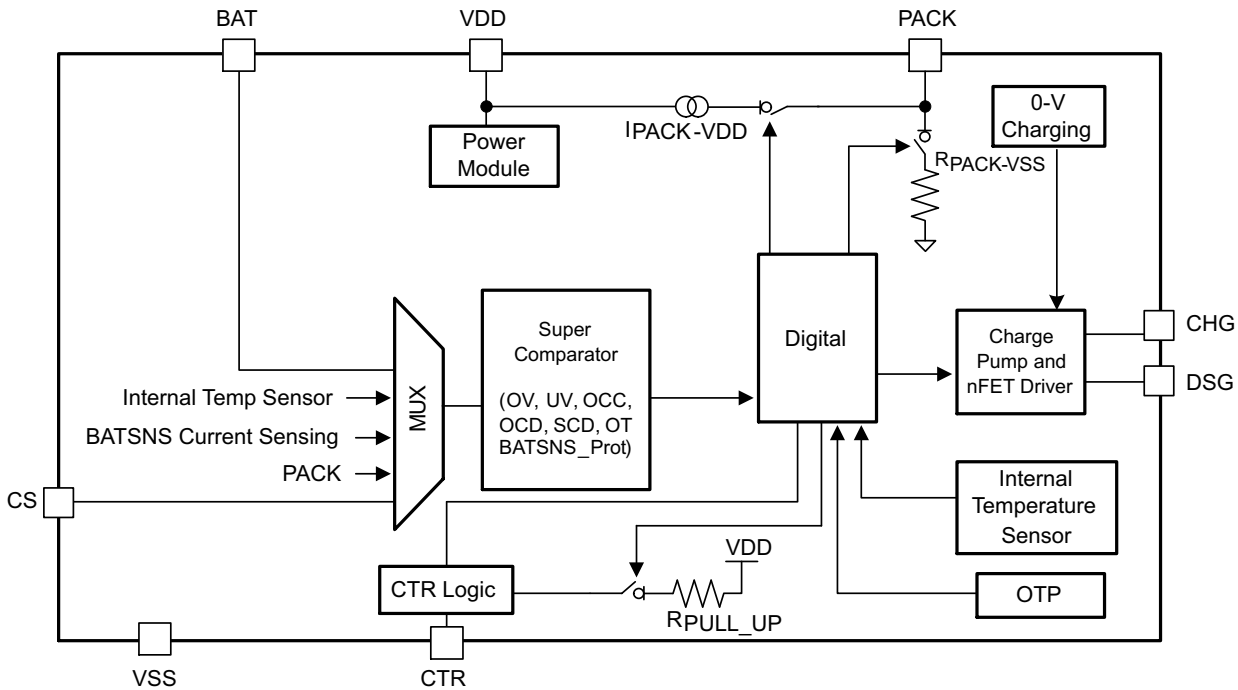 BAT
VDD
PACK
IPACK-VDD
0-V
Charging
Power
Module
RPACK-VSS
Super
Comparator
(OV, UV, OCC,
OCD, SCD, OT
BATSNS_Prot)
Digital
Charge
Pump and
nFET Driver
CHG
DSG
MUX
Internal Temp Sensor
BATSNS Current Sensing
PACK
CS
Internal
Temperature
Sensor
VDD
CTR Logic
RPULL_UP
OTP
VSS
CTR